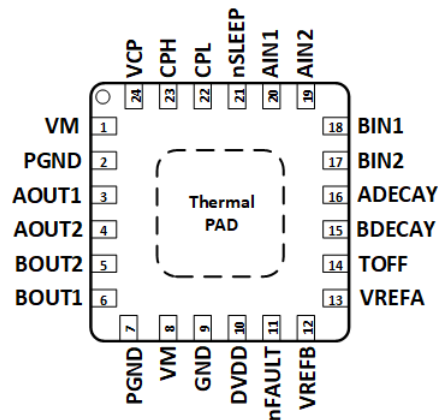 VCP
CPH
CPL
nSLEEP
AIN1
AIN2
24
23
22
21
20
19
VM 1
PGND 2
AOUT1 3
AOUT2 4
BOUT2 5
BOUT1 6
Thermal
PAD
18 BIN1
17 BIN2
16 ADECAY
15 BDECAY
14 TOFF
13 VREFA
7
8
9
10
11
12
PGND
VM
GND
DVDD
nFAULT
VREFB